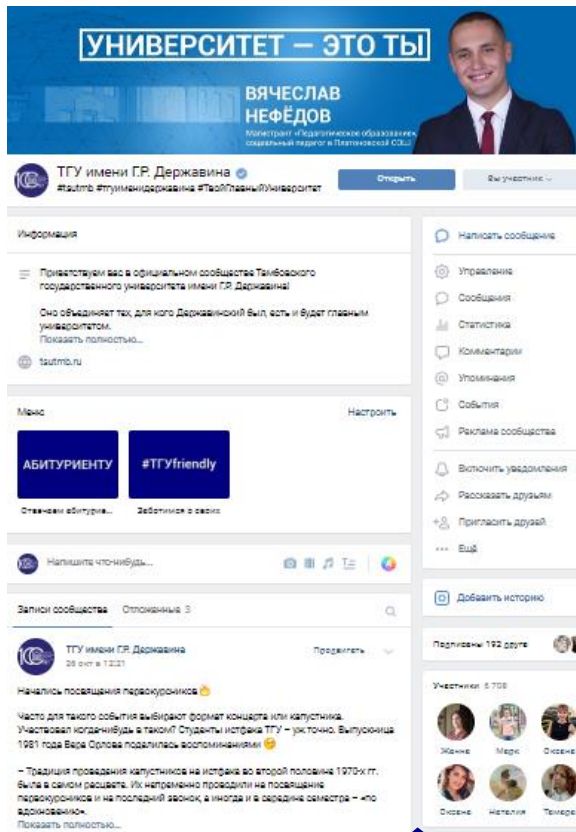 УНИВЕРСИТЕТ — ЭТО ТЫ
ВЯЧЕСЛАВ
НЕФЁДОВ
Магистрант «Педагогическое образование»,
социальный педагог в Платоновской СОШ
ТГУ имени Г.Р. Державина
#tsutmb #тгуименидержавина #ТвойГлавныйУниверситет
Открыть
Вы участник
Информация
Приветствуем вас в официальном сообществе Тамбовского
государственного университета имени Г.Р. Державина!
Оно объединяет тех, для кого Державинский был, есть и будет главным
университетом.
Показать полностью...
tsutmb.ru
Меню
Настроить
АБИТУРИЕНТУ
#ТГУfriendly
Отвечаем абитурие...
Заботимся о своих
Напишите что-нибудь...
Записи сообщества Отложенные 3
ТГУ имени Г.Р. Державина
26 окт в 12:21
Продвигать
Начались посвящения первокурсников
Часто для такого события выбирают формат концерта или капустника.
Участвовал когда-нибудь в таком? Студенты истфака ТГУ – уж точно. Выпускница
1981 года Вера Орлова поделилась воспоминаниями
– Традиция проведения капустников на истфаке во второй половине 1970-х гг.
была в самом расцвете. Их непременно проводили на посвящение
первокурсников и на последний звонок, а иногда и в середине семестра – «по
вдохновению».
Показать полностью...
Написать сообщение
Управление
Сообщения
Статистика
Комментарии
Упоминания
События
Реклама сообщества
Включить уведомления
Рассказать друзьям
Пригласить друзей
Ещё
Добавить историю
Подписаны 192 друга
Участники 6 708
Жанна Марк Оксана
Оксана Наталия Тамара